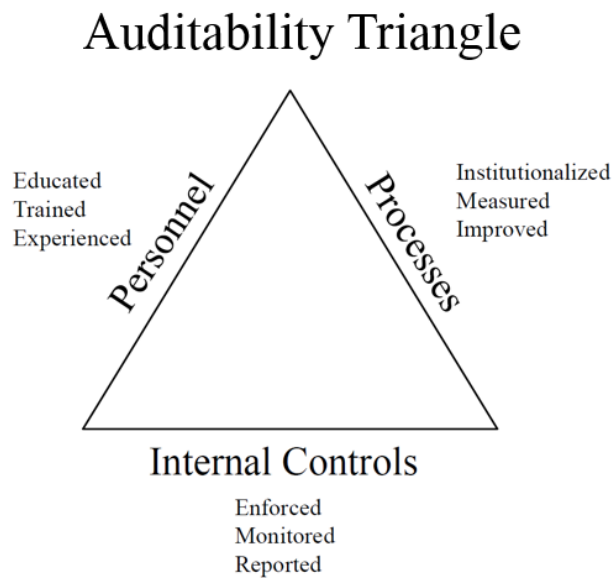 Auditability Triangle
Educated
Trained
Experienced
Personnel
Processes
Institutionalized
Measured
Improved
Internal Controls
Enforced
Monitored
Reported